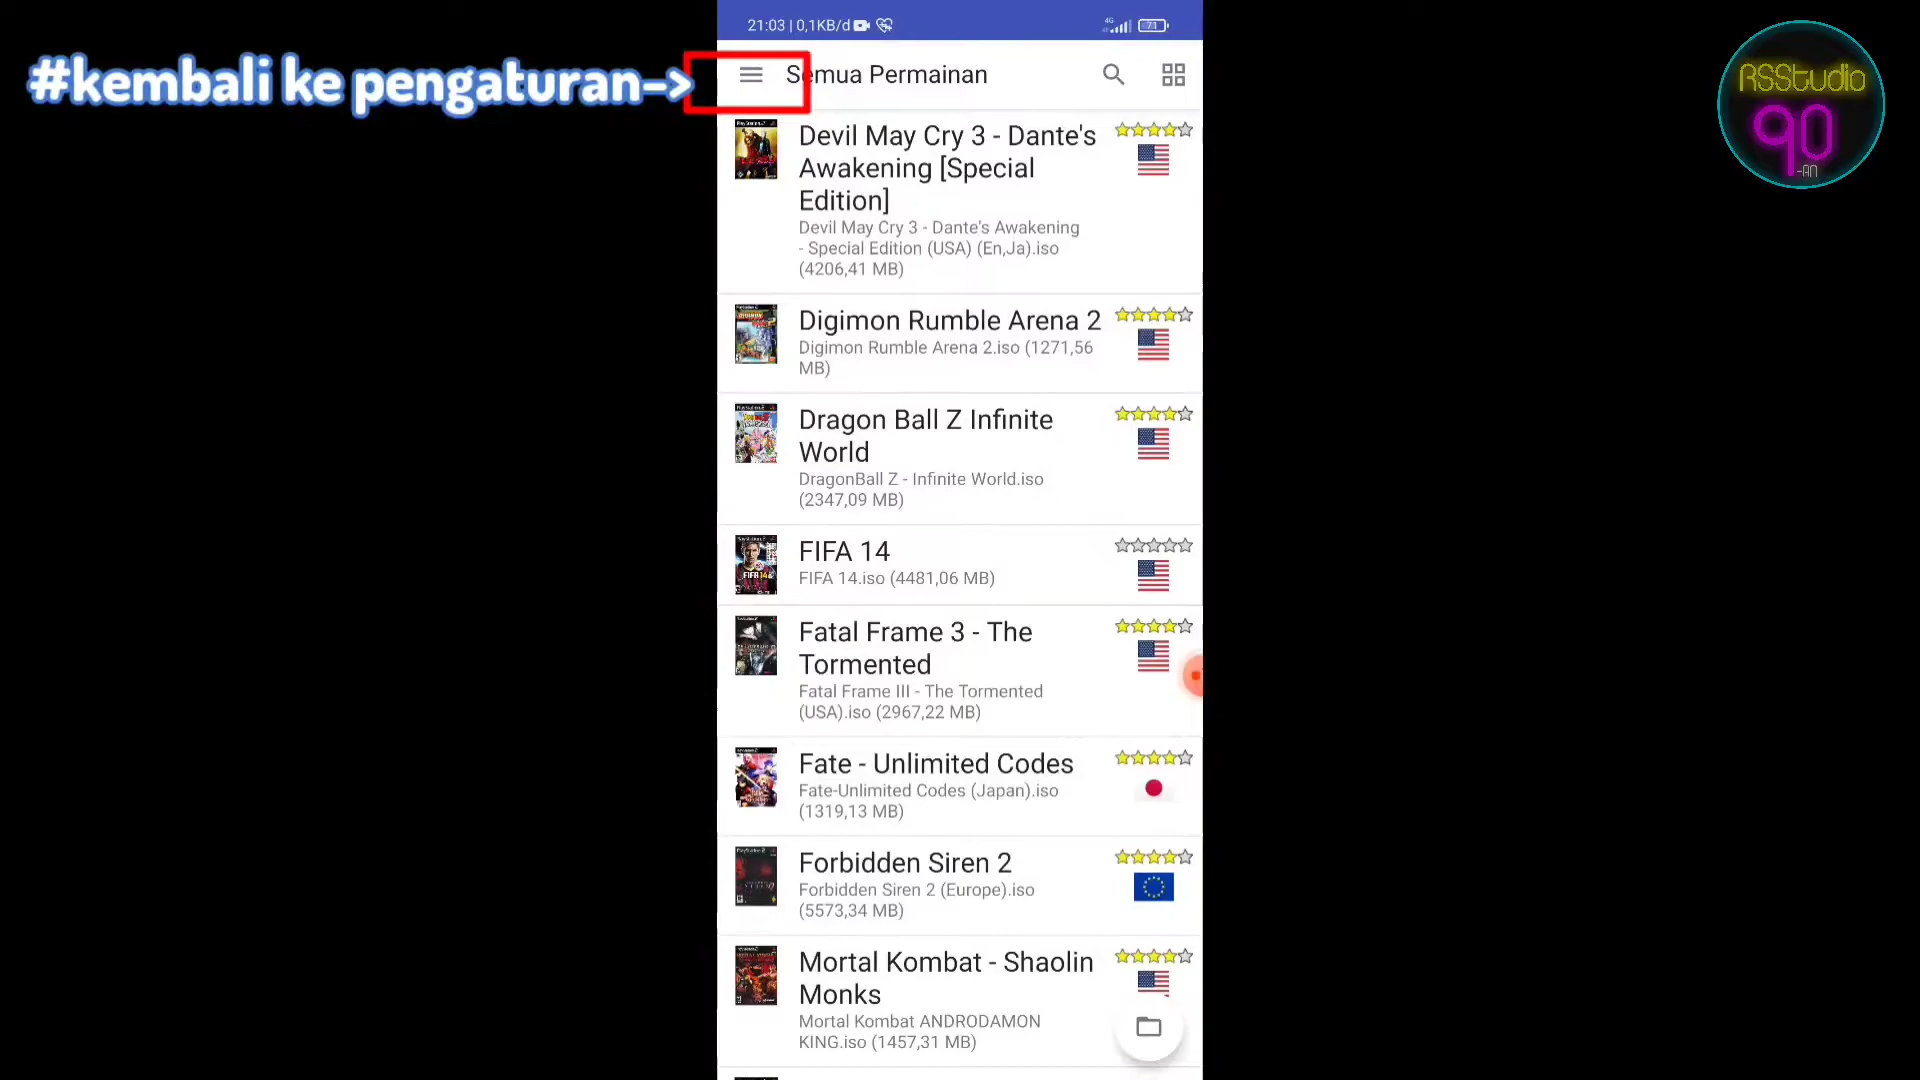 21:03 | 0,1KB/d
4G
71
#kembali ke pengaturan->
Semua Permainan
RSStudio
90
-AN
Devil May Cry 3 - Dante's
Awakening [Special
Edition]
Devil May Cry 3 - Dante's Awakening
- Special Edition (USA) (En,Ja).iso
(4206,41 MB)
Digimon Rumble Arena 2
Digimon Rumble Arena 2.iso (1271,56
MB)
Dragon Ball Z Infinite
World
DragonBall Z - Infinite World.iso
(2347,09 MB)
FIFA 14
FIFA 14.iso (4481,06 MB)
Fatal Frame 3 - The
Tormented
Fatal Frame III - The Tormented
(USA).iso (2967,22 MB)
Fate - Unlimited Codes
Fate-Unlimited Codes (Japan).iso
(1319,13 MB)
Forbidden Siren 2
Forbidden Siren 2 (Europe).iso
(5573,34 MB)
Mortal Kombat - Shaolin
Monks
Mortal Kombat ANDRODAMON
KING.iso (1457,31 MB)